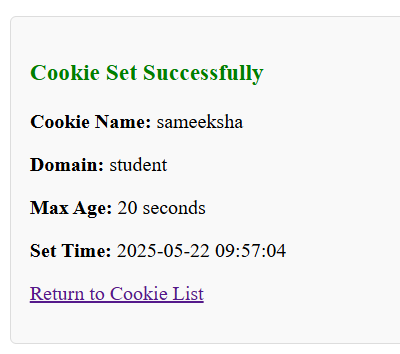 Cookie Set Successfully
Cookie Name: sameeksha
Domain: student
Max Age: 20 seconds
Set Time: 2025-05-22 09:57:04
Return to Cookie List